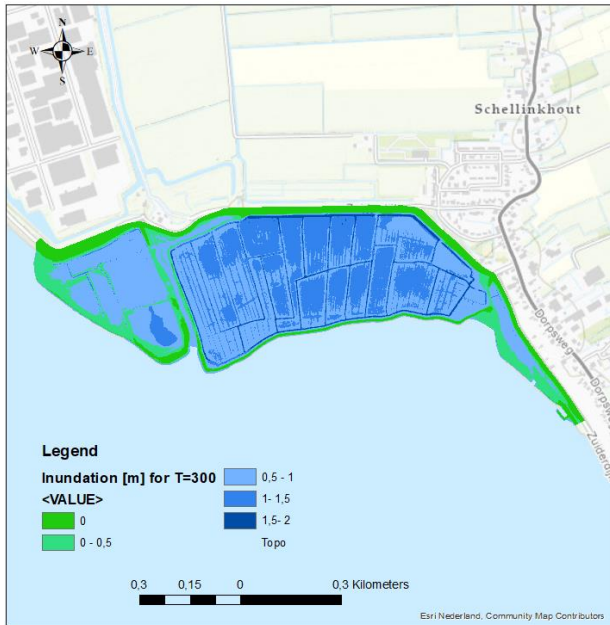 N
W E
S
Schellinkhout
Dorpsweg
Dorpsweg
Zuiderdij
Legend
Inundation [m] for T=300
<VALUE>
0
0 - 0,5
0,5 - 1
1- 1,5
1,5- 2
Topo
0,3 0,15 0 0,3 Kilometers
Esri Nederland, Community Map Contributors